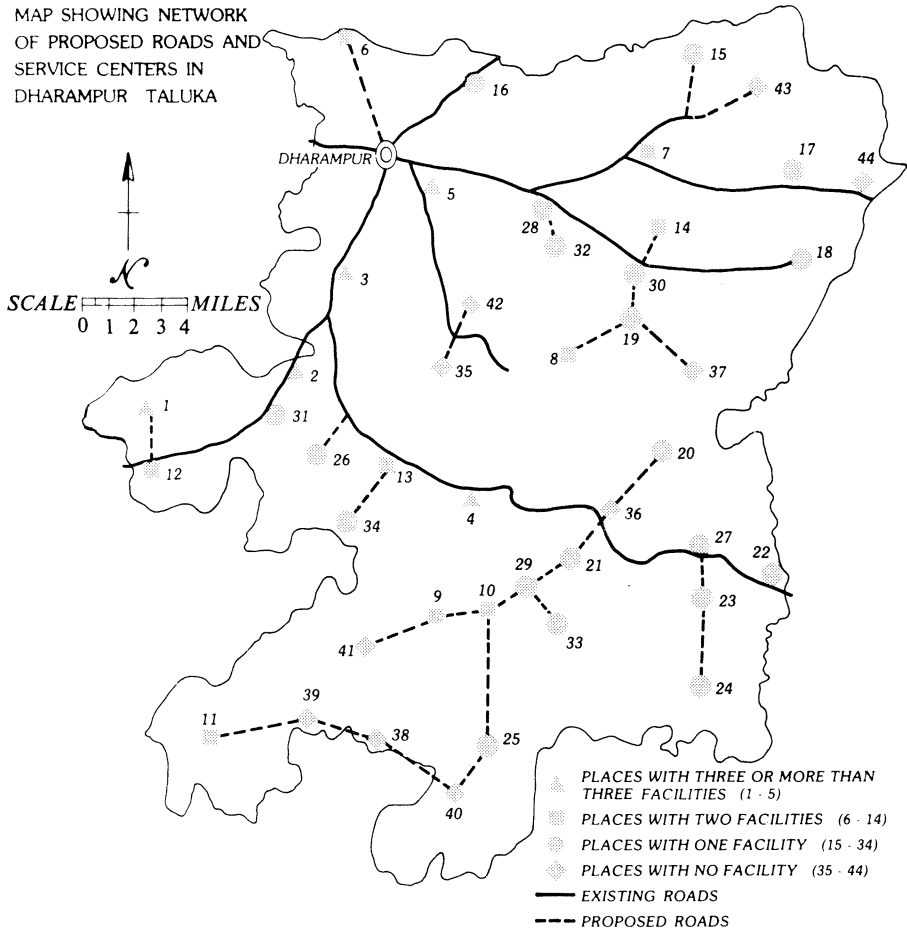 MAP SHOWING NETWORK
OF PROPOSED ROADS AND
SERVICE CENTERS IN
DHARAMPUR TALUKA
6
15
16
43
DHARAMPUR
7
17
44
5
28
14
32
18
N
3
30
SCALE MILES
0 1 2 3 4
42
19
8
35
37
2
1
31
26
20
12
13
4
36
34
27
22
29
21
9
10
23
33
41
39
24
11
38
25
40
PLACES WITH THREE OR MORE THAN
THREE FACILITIES (1 - 5)
PLACES WITH TWO FACILITIES (6 - 14)
PLACES WITH ONE FACILITY (15 - 34)
PLACES WITH NO FACILITY (35 - 44)
EXISTING ROADS
PROPOSED ROADS